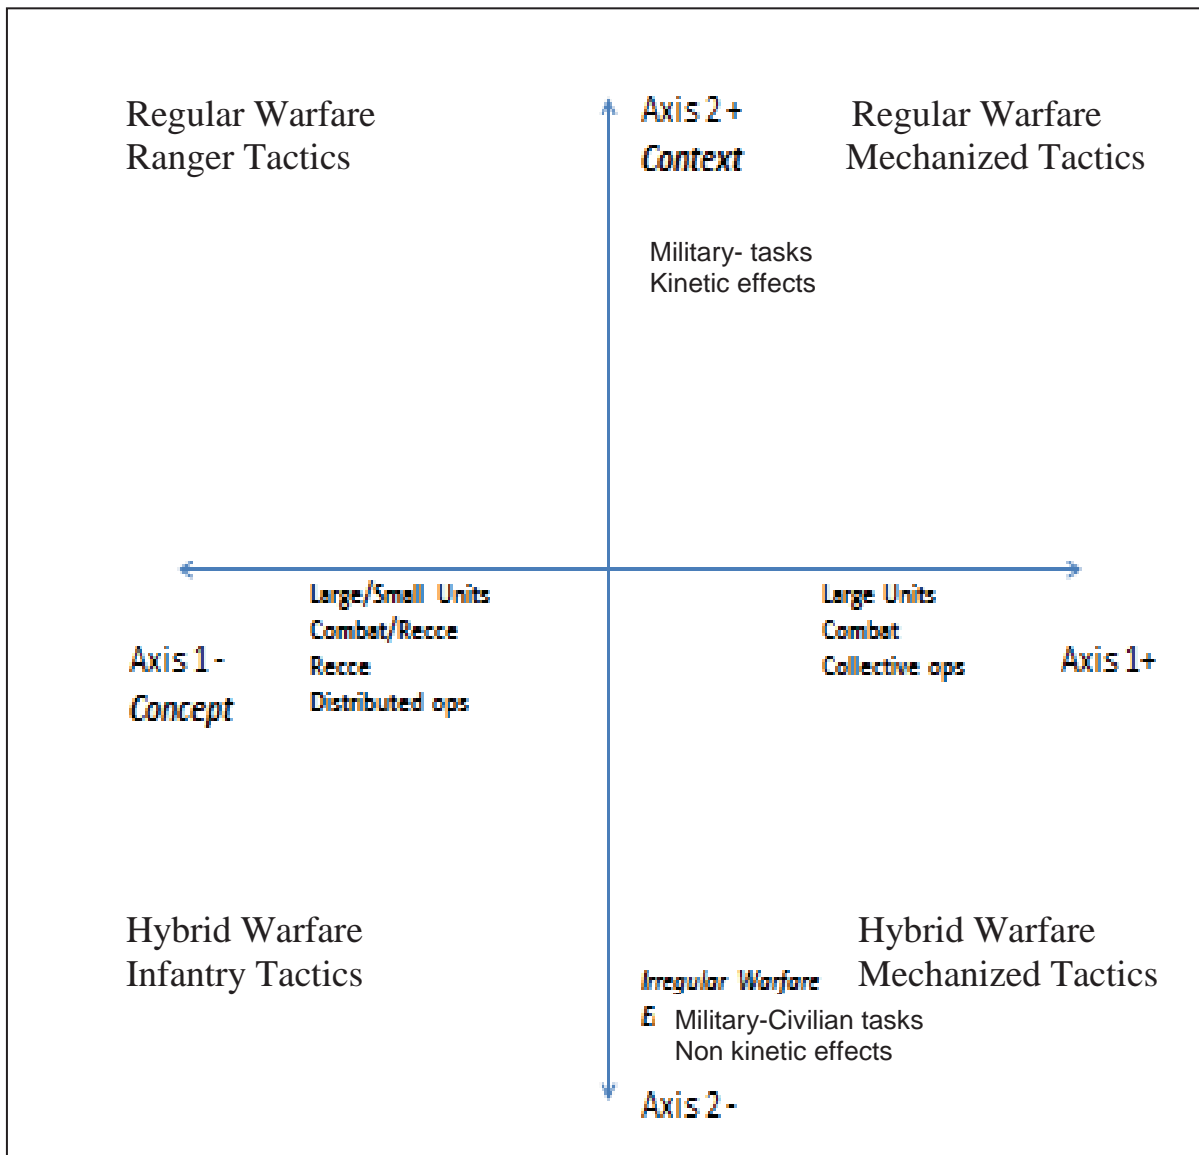 Regular Warfare
Ranger Tactics
Axis 2 +
Context
Regular Warfare
Mechanized Tactics
Military- tasks
Kinetic effects
Large/Small Units
Combat/Recce
Recce
Distributed ops
Large Units
Combat
Collective ops
Axis 1 -
Concept
Axis 1+
Hybrid Warfare
Infantry Tactics
Hybrid Warfare
Mechanized Tactics
Irregular Warfare
E
Military-Civilian tasks
Non kinetic effects
Axis 2 -